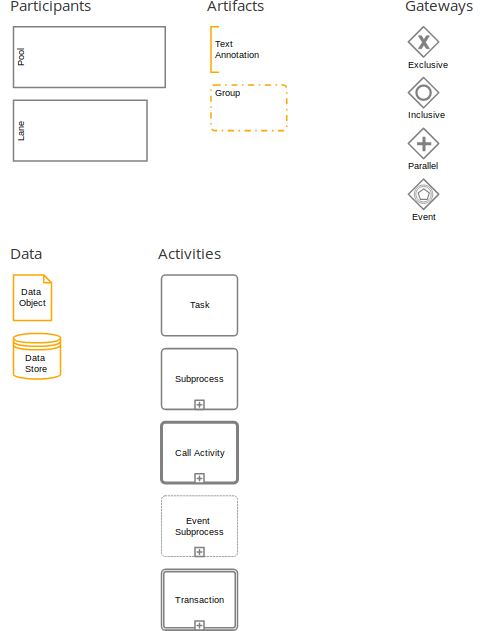 Participants
Pool
Lane
Artifacts
Text
Annotation
Group
Gateways
X
Exclusive
Inclusive
Parallel
Event
Data
Data
Object
Data
Store
Activities
Task
Subprocess
Call Activity
Event
Subprocess
Transaction